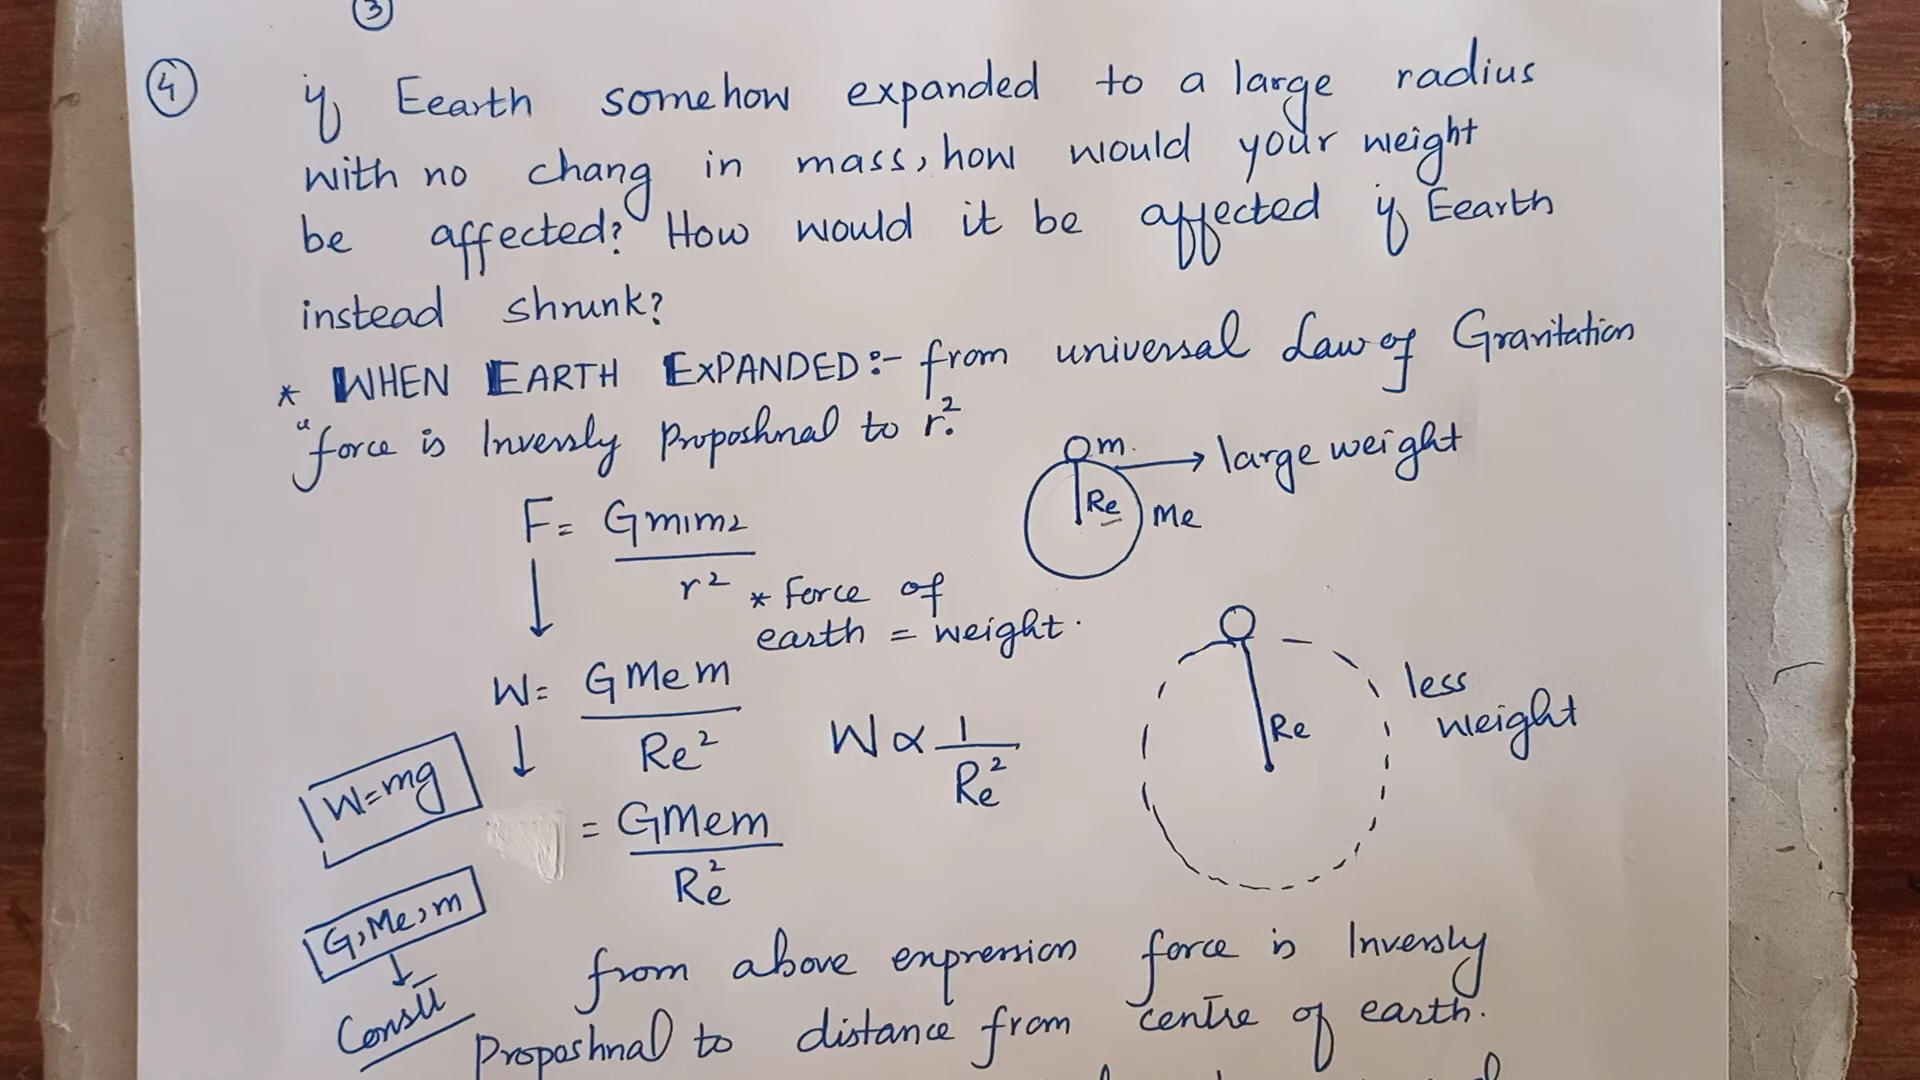 3
4
if Eearth somehow expanded to a large radius
with no chang in mass, how would your weight
be affected? How would it be affected if Eearth
instead shrunk?
* WHEN EARTH EXPANDED:- from universal Law of Gravitation
"force is Inversly Proposhnal to r².
m. → large weight
Re Me
F = Gm1m2
r²
* Force of
earth = weight.
W = GMem
Re²
W ∝ 1
Re²
less
weight
Re
W=mg
= GMem
Re²
G, Me, m
Const
from above expression force is Inversly
Proposhnal to distance from centre of earth.